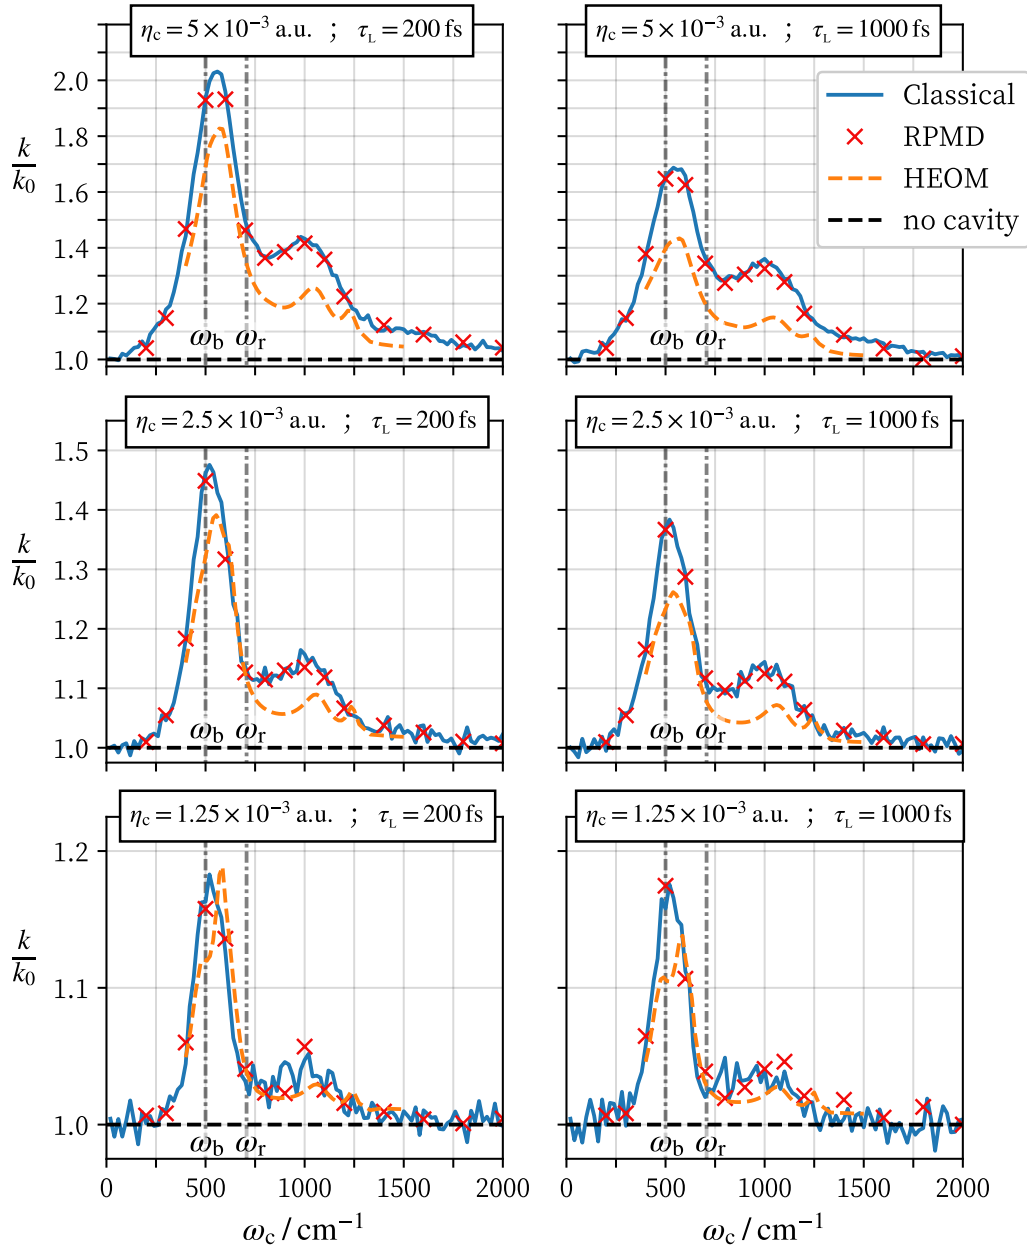 η_c = 5 × 10⁻³ a.u. ; τ_L = 200 fs
η_c = 5 × 10⁻³ a.u. ; τ_L = 1000 fs
k/k₀
2.0
1.8
1.6
1.4
1.2
1.0
ω_b ω_r
ω_b ω_r
Classical
RPMD
HEOM
no cavity
η_c = 2.5 × 10⁻³ a.u. ; τ_L = 200 fs
η_c = 2.5 × 10⁻³ a.u. ; τ_L = 1000 fs
k/k₀
1.5
1.4
1.3
1.2
1.1
1.0
ω_b ω_r
ω_b ω_r
η_c = 1.25 × 10⁻³ a.u. ; τ_L = 200 fs
η_c = 1.25 × 10⁻³ a.u. ; τ_L = 1000 fs
k/k₀
1.2
1.1
1.0
ω_b ω_r
ω_b ω_r
0 500 1000 1500 2000
0 500 1000 1500 2000
ω_c / cm⁻¹
ω_c / cm⁻¹